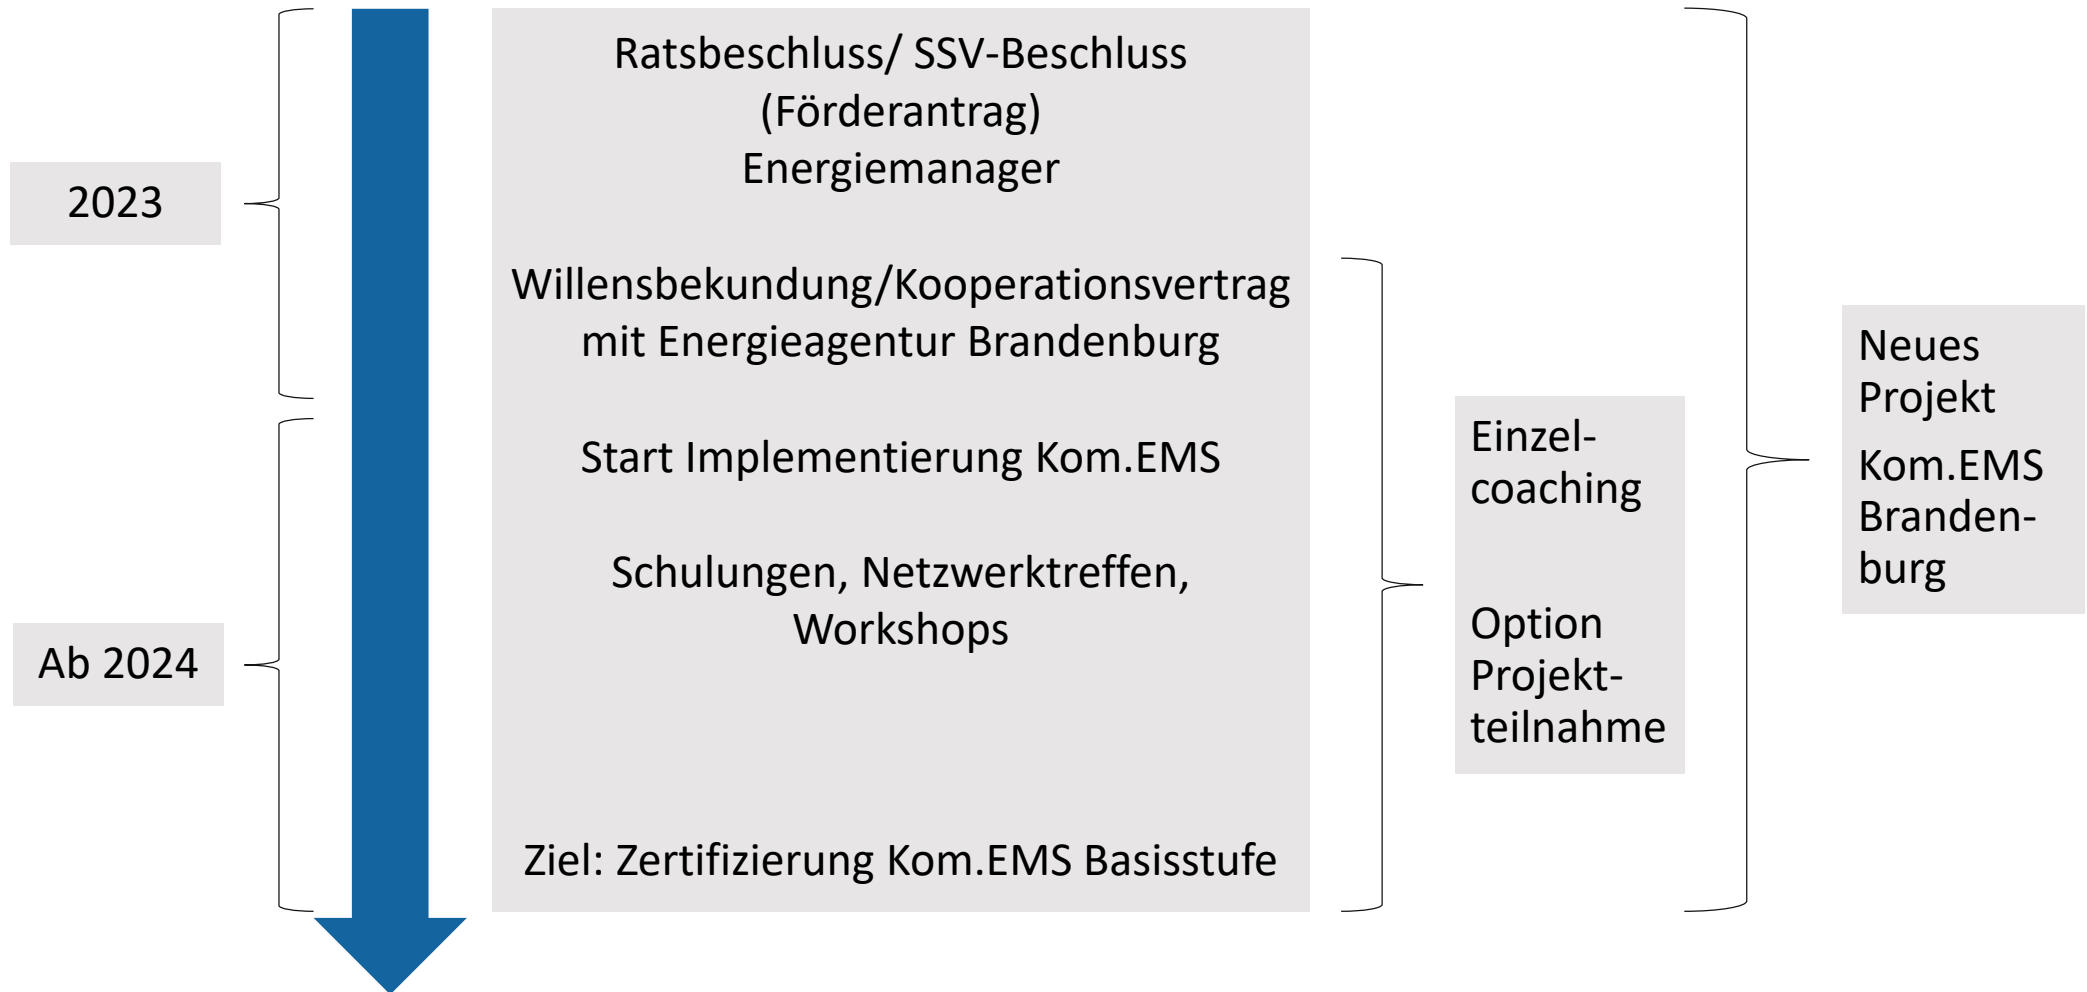 2023
Ab 2024
Ratsbeschluss/ SSV-Beschluss
(Förderantrag)
Energiemanager
Willensbekundung/Kooperationsvertrag
mit Energieagentur Brandenburg
Start Implementierung Kom.EMS
Schulungen, Netzwerktreffen,
Workshops
Ziel: Zertifizierung Kom.EMS Basisstufe
Einzel-
coaching
Option
Projekt-
teilnahme
Neues
Projekt
Kom.EMS
Branden-
burg